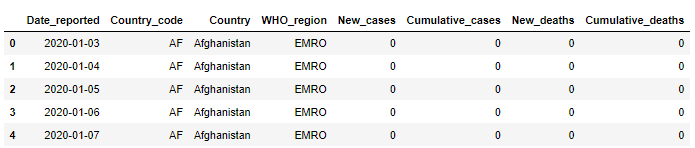 Date_reported Country_code Country WHO_region New_cases Cumulative_cases New_deaths Cumulative_deaths
0 2020-01-03 AF Afghanistan EMRO 0 0 0 0
1 2020-01-04 AF Afghanistan EMRO 0 0 0 0
2 2020-01-05 AF Afghanistan EMRO 0 0 0 0
3 2020-01-06 AF Afghanistan EMRO 0 0 0 0
4 2020-01-07 AF Afghanistan EMRO 0 0 0 0